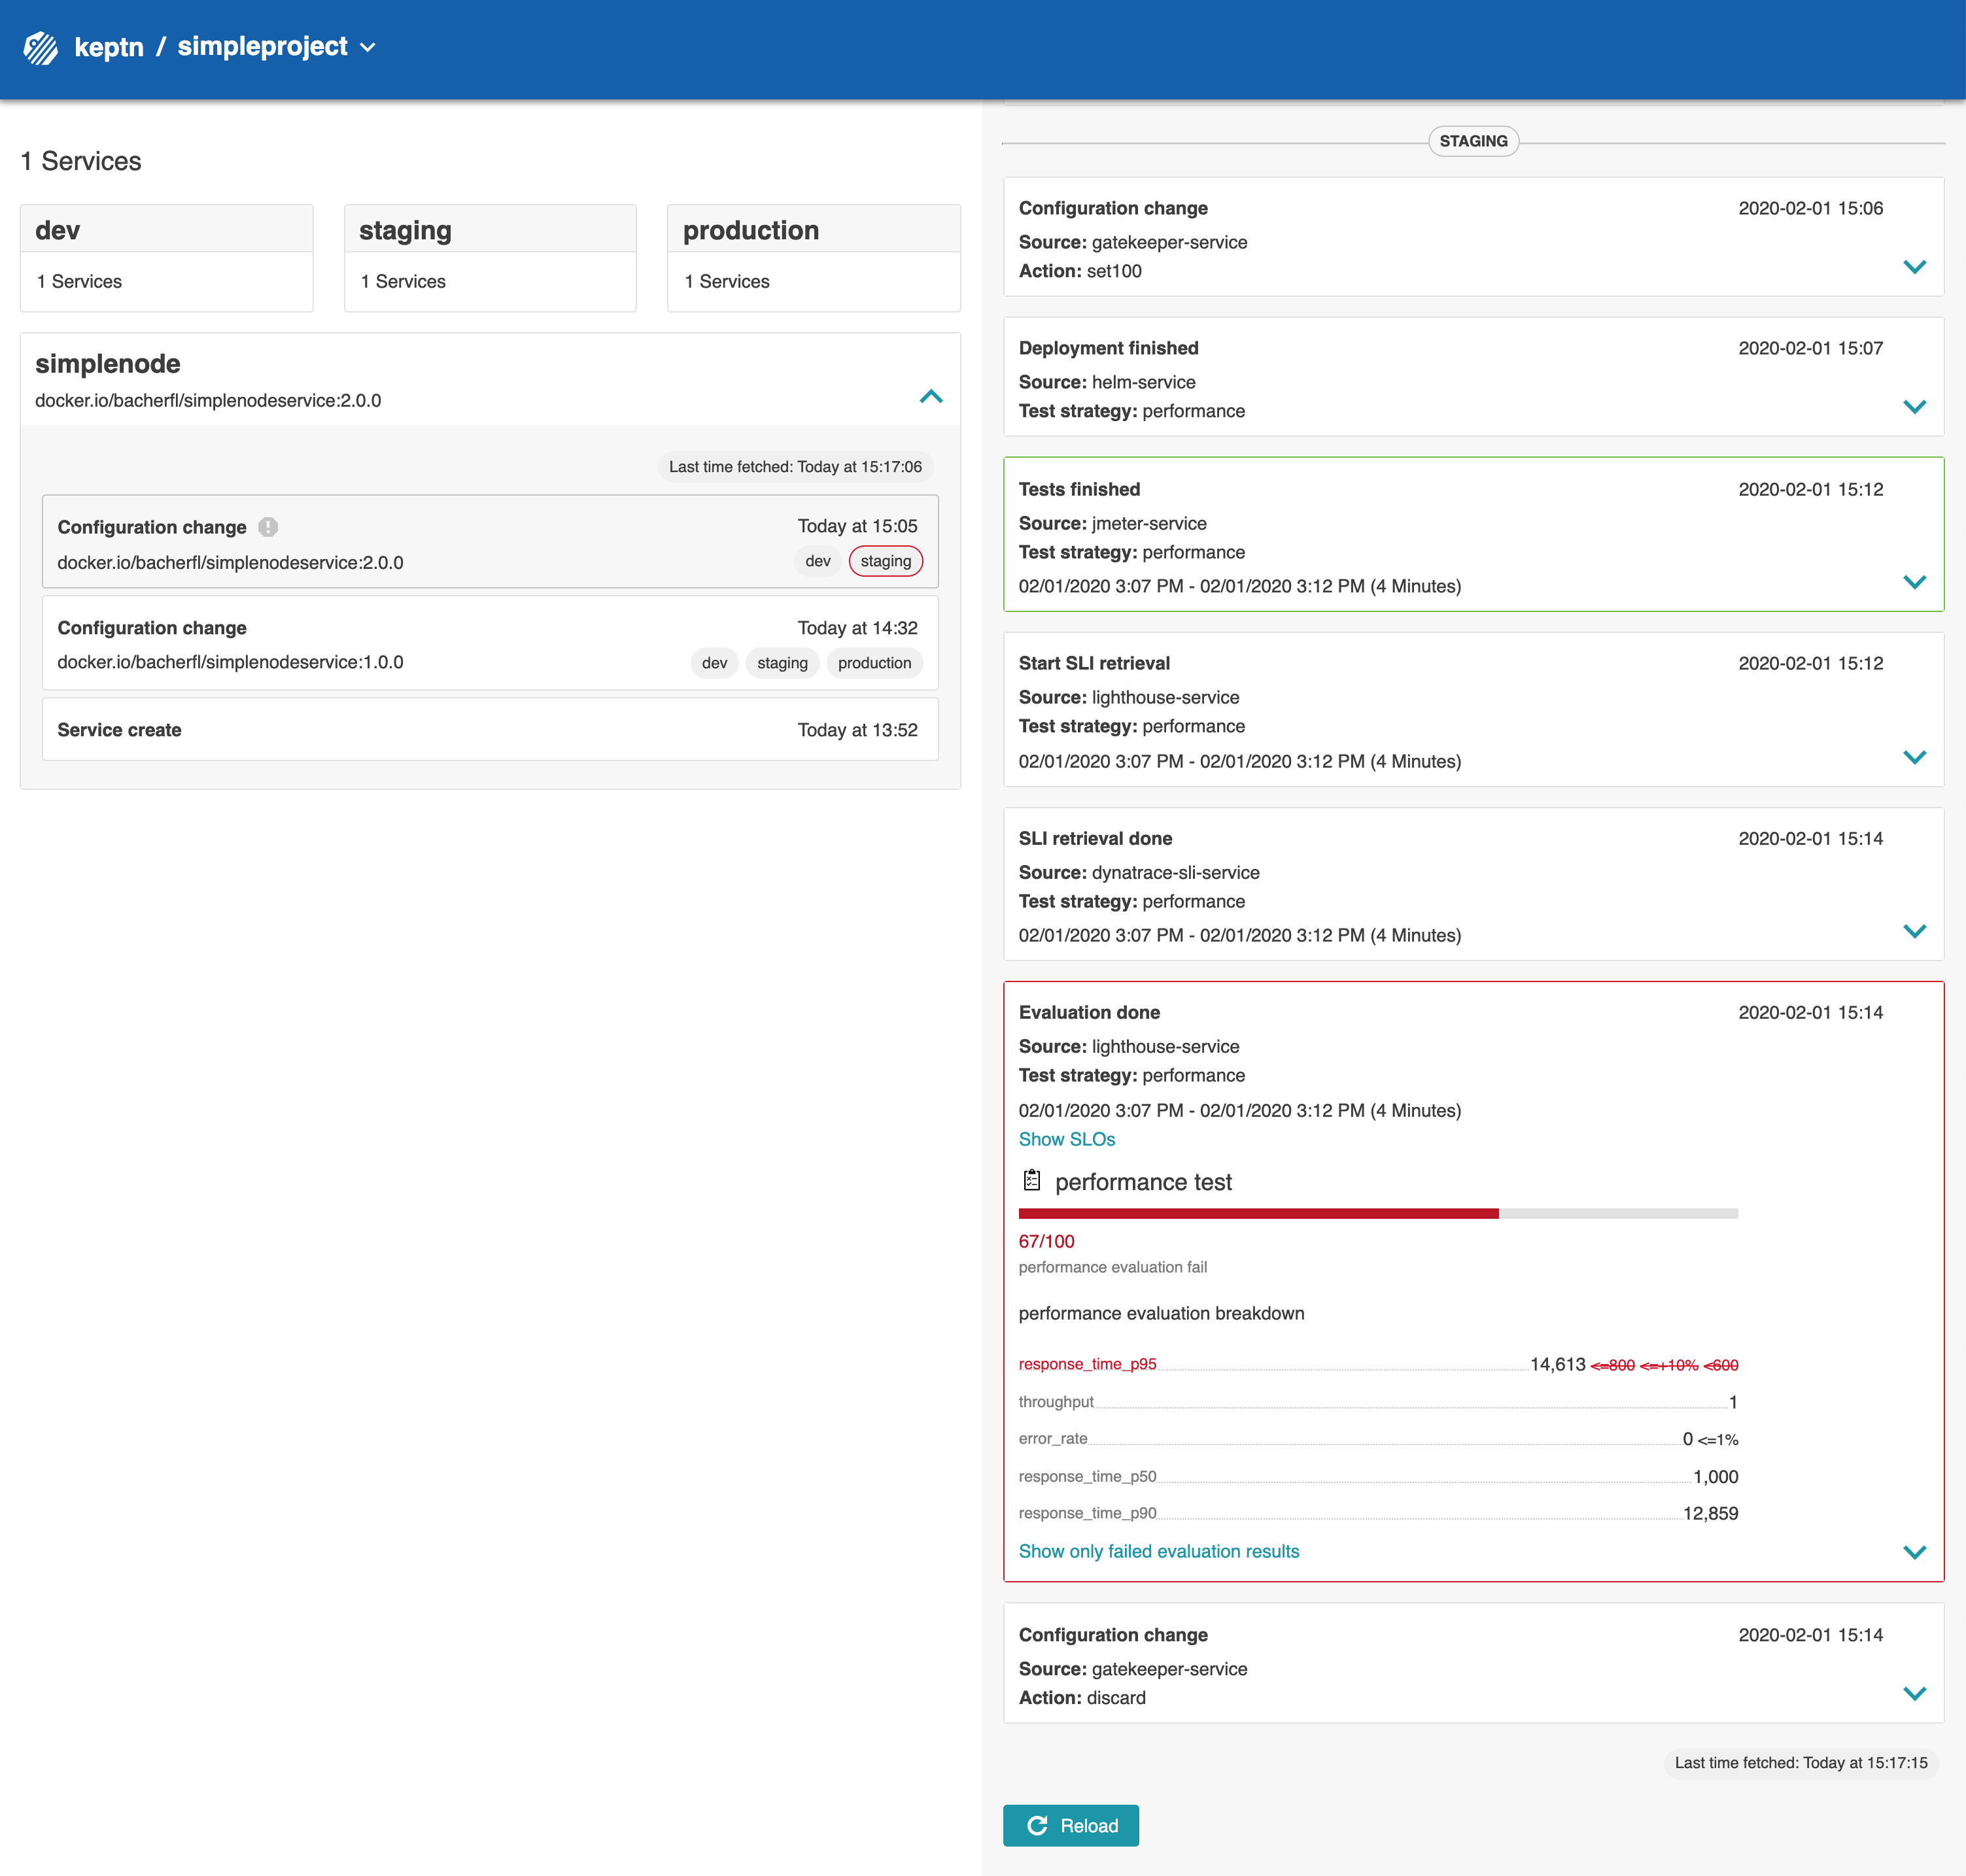 keptn / simpleproject
1 Services
dev
1 Services
staging
1 Services
production
1 Services
simplenode
docker.io/bacherfl/simplenodeservice:2.0.0
Last time fetched: Today at 15:17:06
Configuration change
Today at 15:05
docker.io/bacherfl/simplenodeservice:2.0.0
dev
staging
Configuration change
Today at 14:32
docker.io/bacherfl/simplenodeservice:1.0.0
dev
staging
production
Service create
Today at 13:52
STAGING
Configuration change
2020-02-01 15:06
Source: gatekeeper-service
Action: set100
Deployment finished
2020-02-01 15:07
Source: helm-service
Test strategy: performance
Tests finished
2020-02-01 15:12
Source: jmeter-service
Test strategy: performance
02/01/2020 3:07 PM - 02/01/2020 3:12 PM (4 Minutes)
Start SLI retrieval
2020-02-01 15:12
Source: lighthouse-service
Test strategy: performance
02/01/2020 3:07 PM - 02/01/2020 3:12 PM (4 Minutes)
SLI retrieval done
2020-02-01 15:14
Source: dynatrace-sli-service
Test strategy: performance
02/01/2020 3:07 PM - 02/01/2020 3:12 PM (4 Minutes)
Evaluation done
2020-02-01 15:14
Source: lighthouse-service
Test strategy: performance
02/01/2020 3:07 PM - 02/01/2020 3:12 PM (4 Minutes)
Show SLOs
performance test
67/100
performance evaluation fail
performance evaluation breakdown
response_time_p95 14,613 <=800 <=+10% <600
throughput 1
error_rate 0 <=1%
response_time_p50 1,000
response_time_p90 12,859
Show only failed evaluation results
Configuration change
2020-02-01 15:14
Source: gatekeeper-service
Action: discard
Last time fetched: Today at 15:17:15
Reload